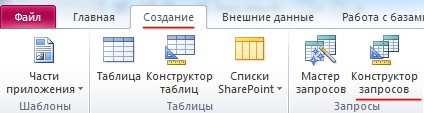 Файл Главная Создание Внешние данные Работа с базами
Части приложения
Таблица
Конструктор таблиц
Списки SharePoint
Мастер запросов
Конструктор запросов
Шаблоны Таблицы Запросы